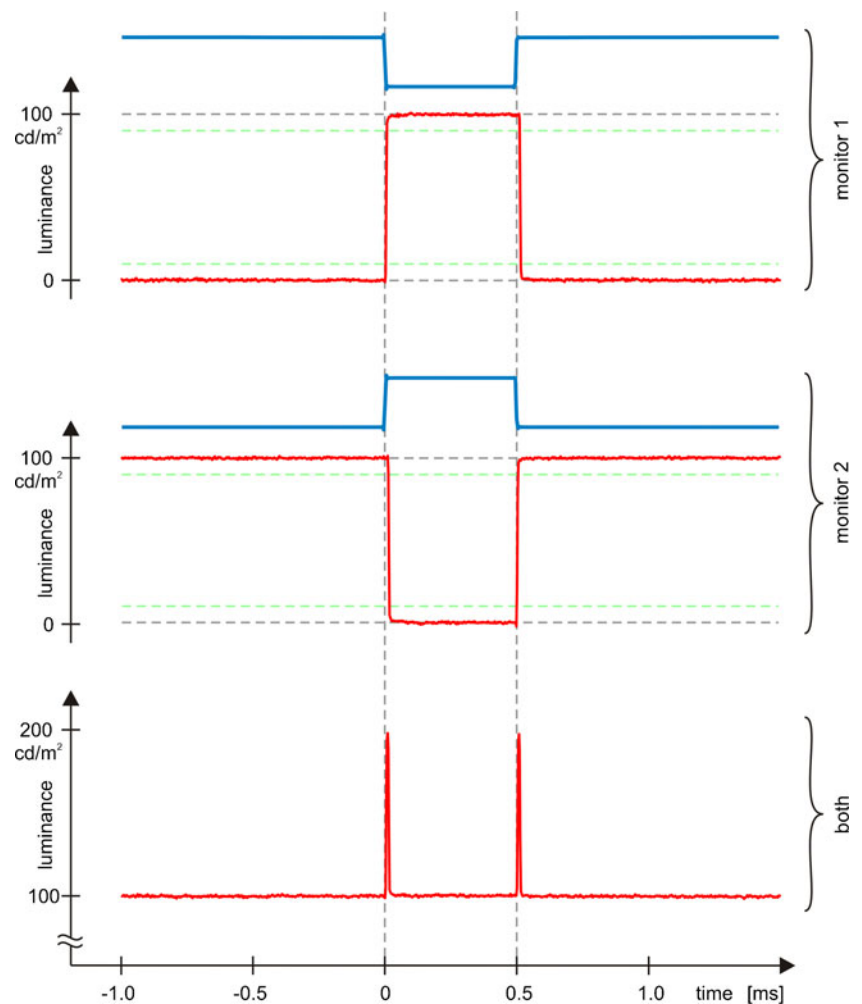 100
cd/m²
luminance
0
monitor 1
100
cd/m²
luminance
0
monitor 2
200
cd/m²
luminance
100
both
-1.0 -0.5 0 0.5 1.0 time [ms]